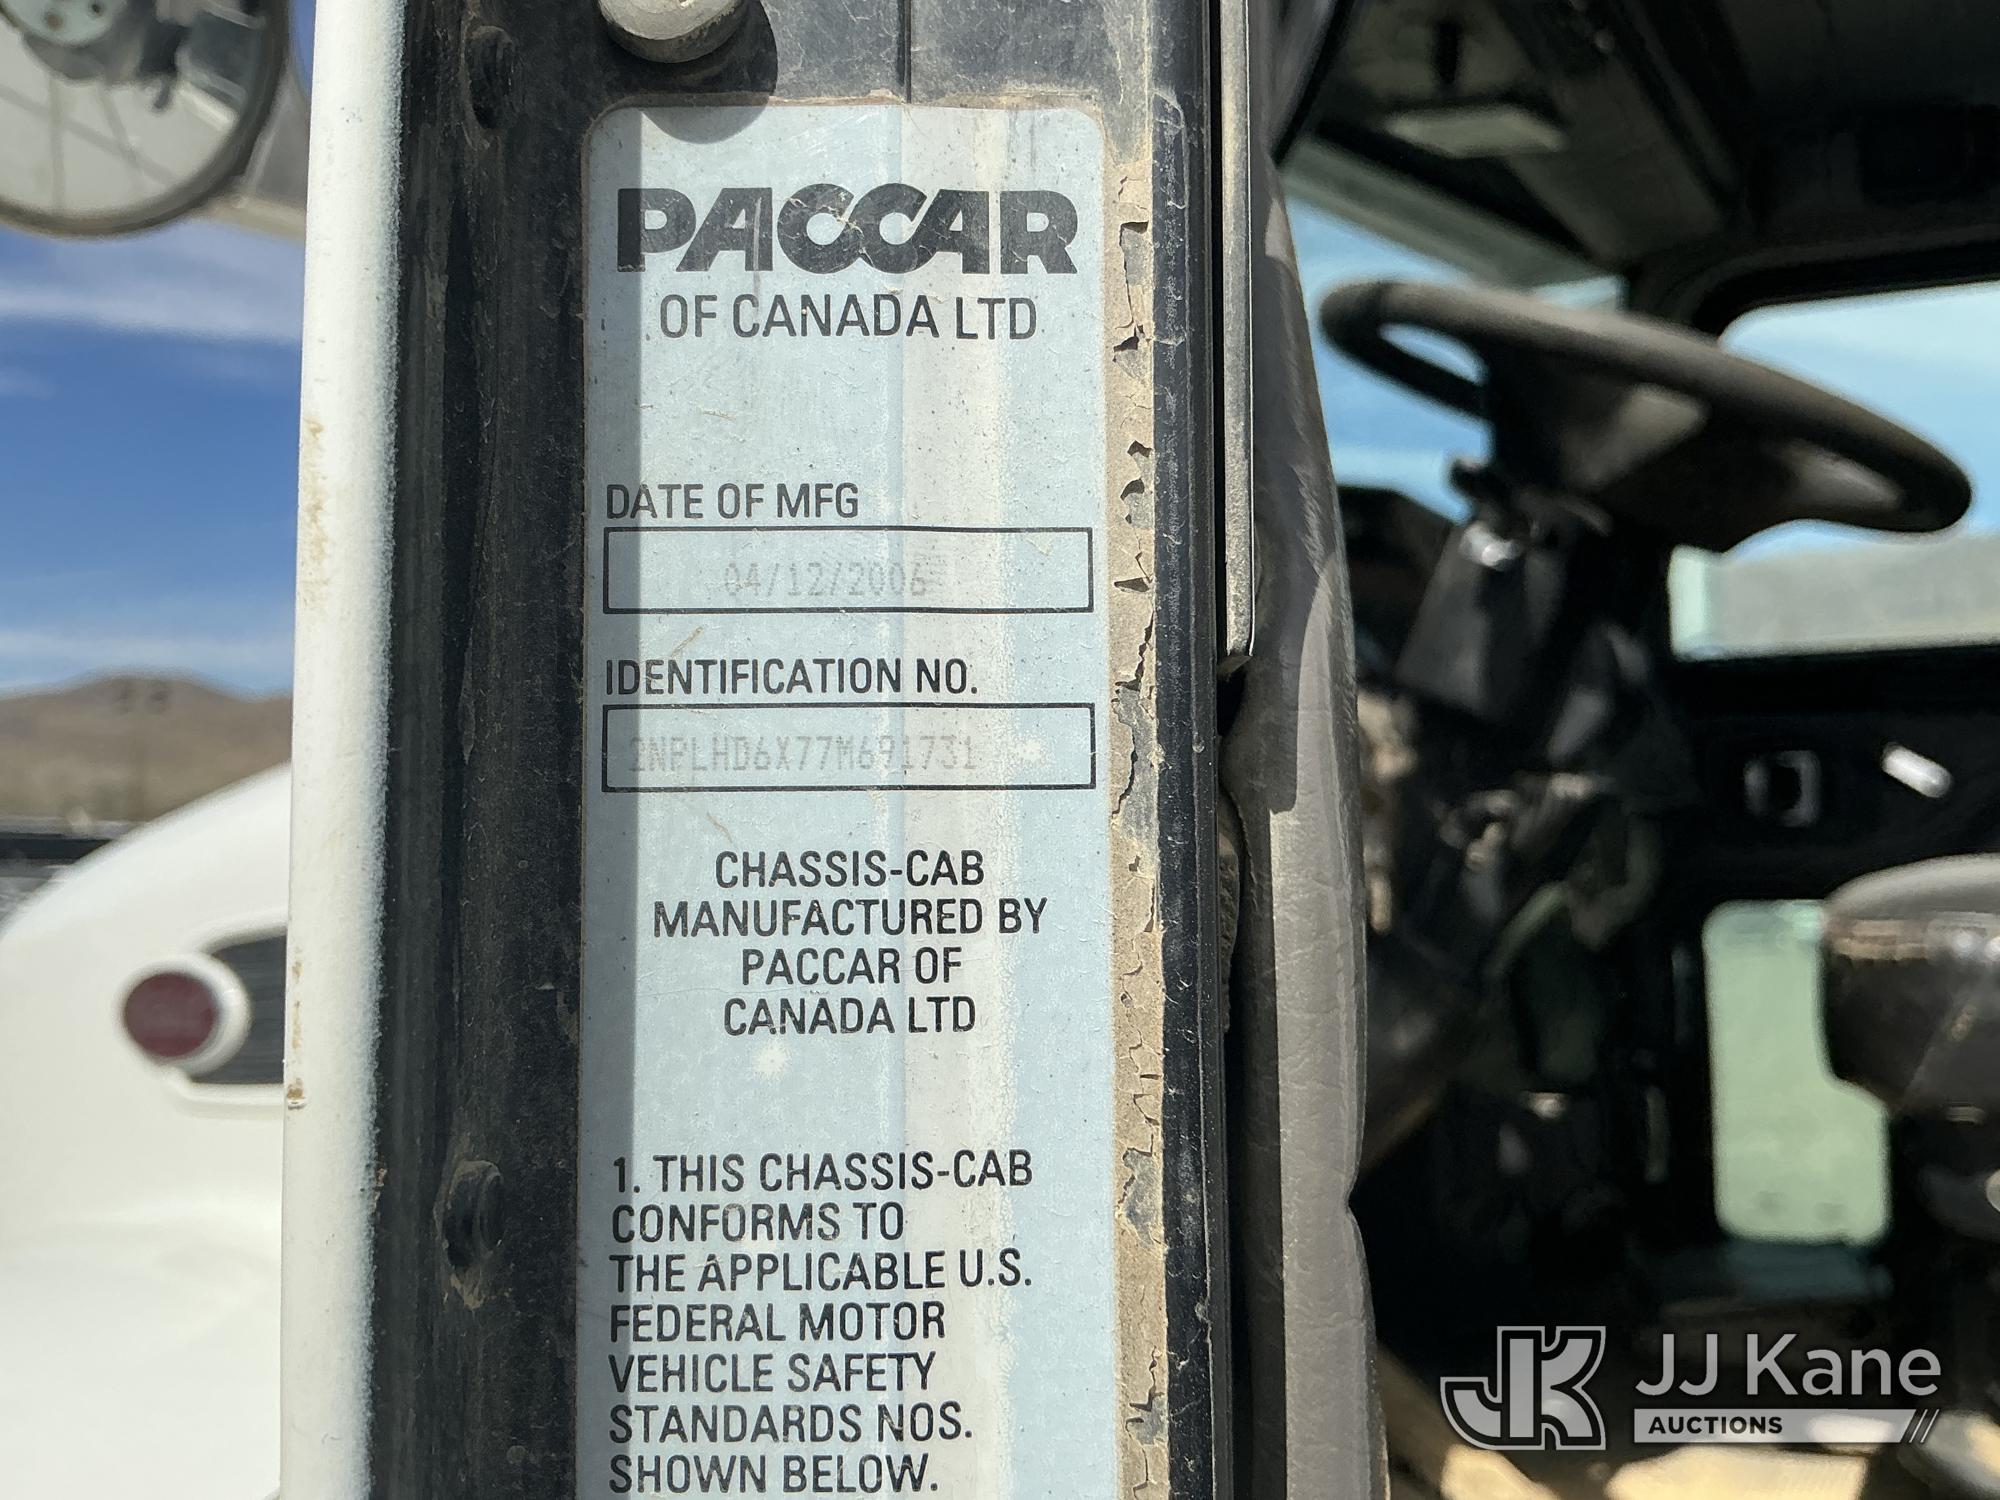 PACCAR
OF CANADA LTD
DATE OF MFG
04/12/2006
IDENTIFICATION NO.
2NPLHD6X77M691731
CHASSIS-CAB
MANUFACTURED BY
PACCAR OF
CANADA LTD
1. THIS CHASSIS-CAB
CONFORMS TO
THE APPLICABLE U.S.
FEDERAL MOTOR
VEHICLE SAFETY
STANDARDS NOS.
SHOWN BELOW.
JK JJ Kane
AUCTIONS